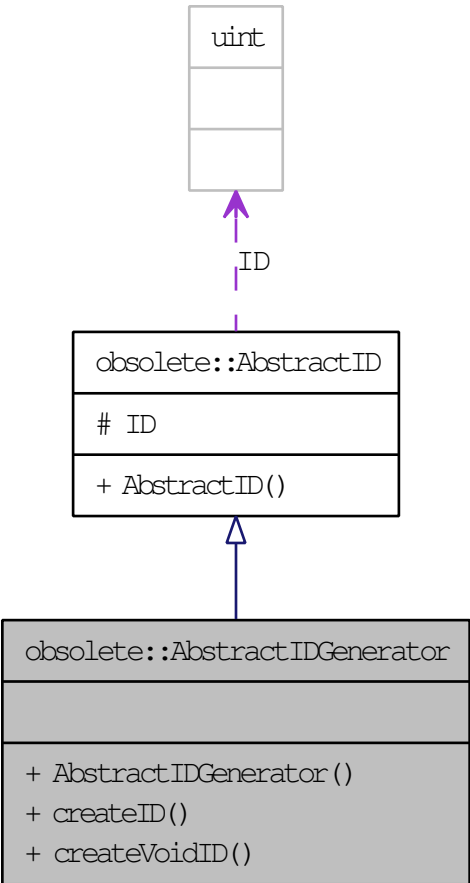 uint
ID
obsolete::AbstractID
# ID
+ AbstractID()
obsolete::AbstractIDGenerator
+ AbstractIDGenerator()
+ createID()
+ createVoidID()